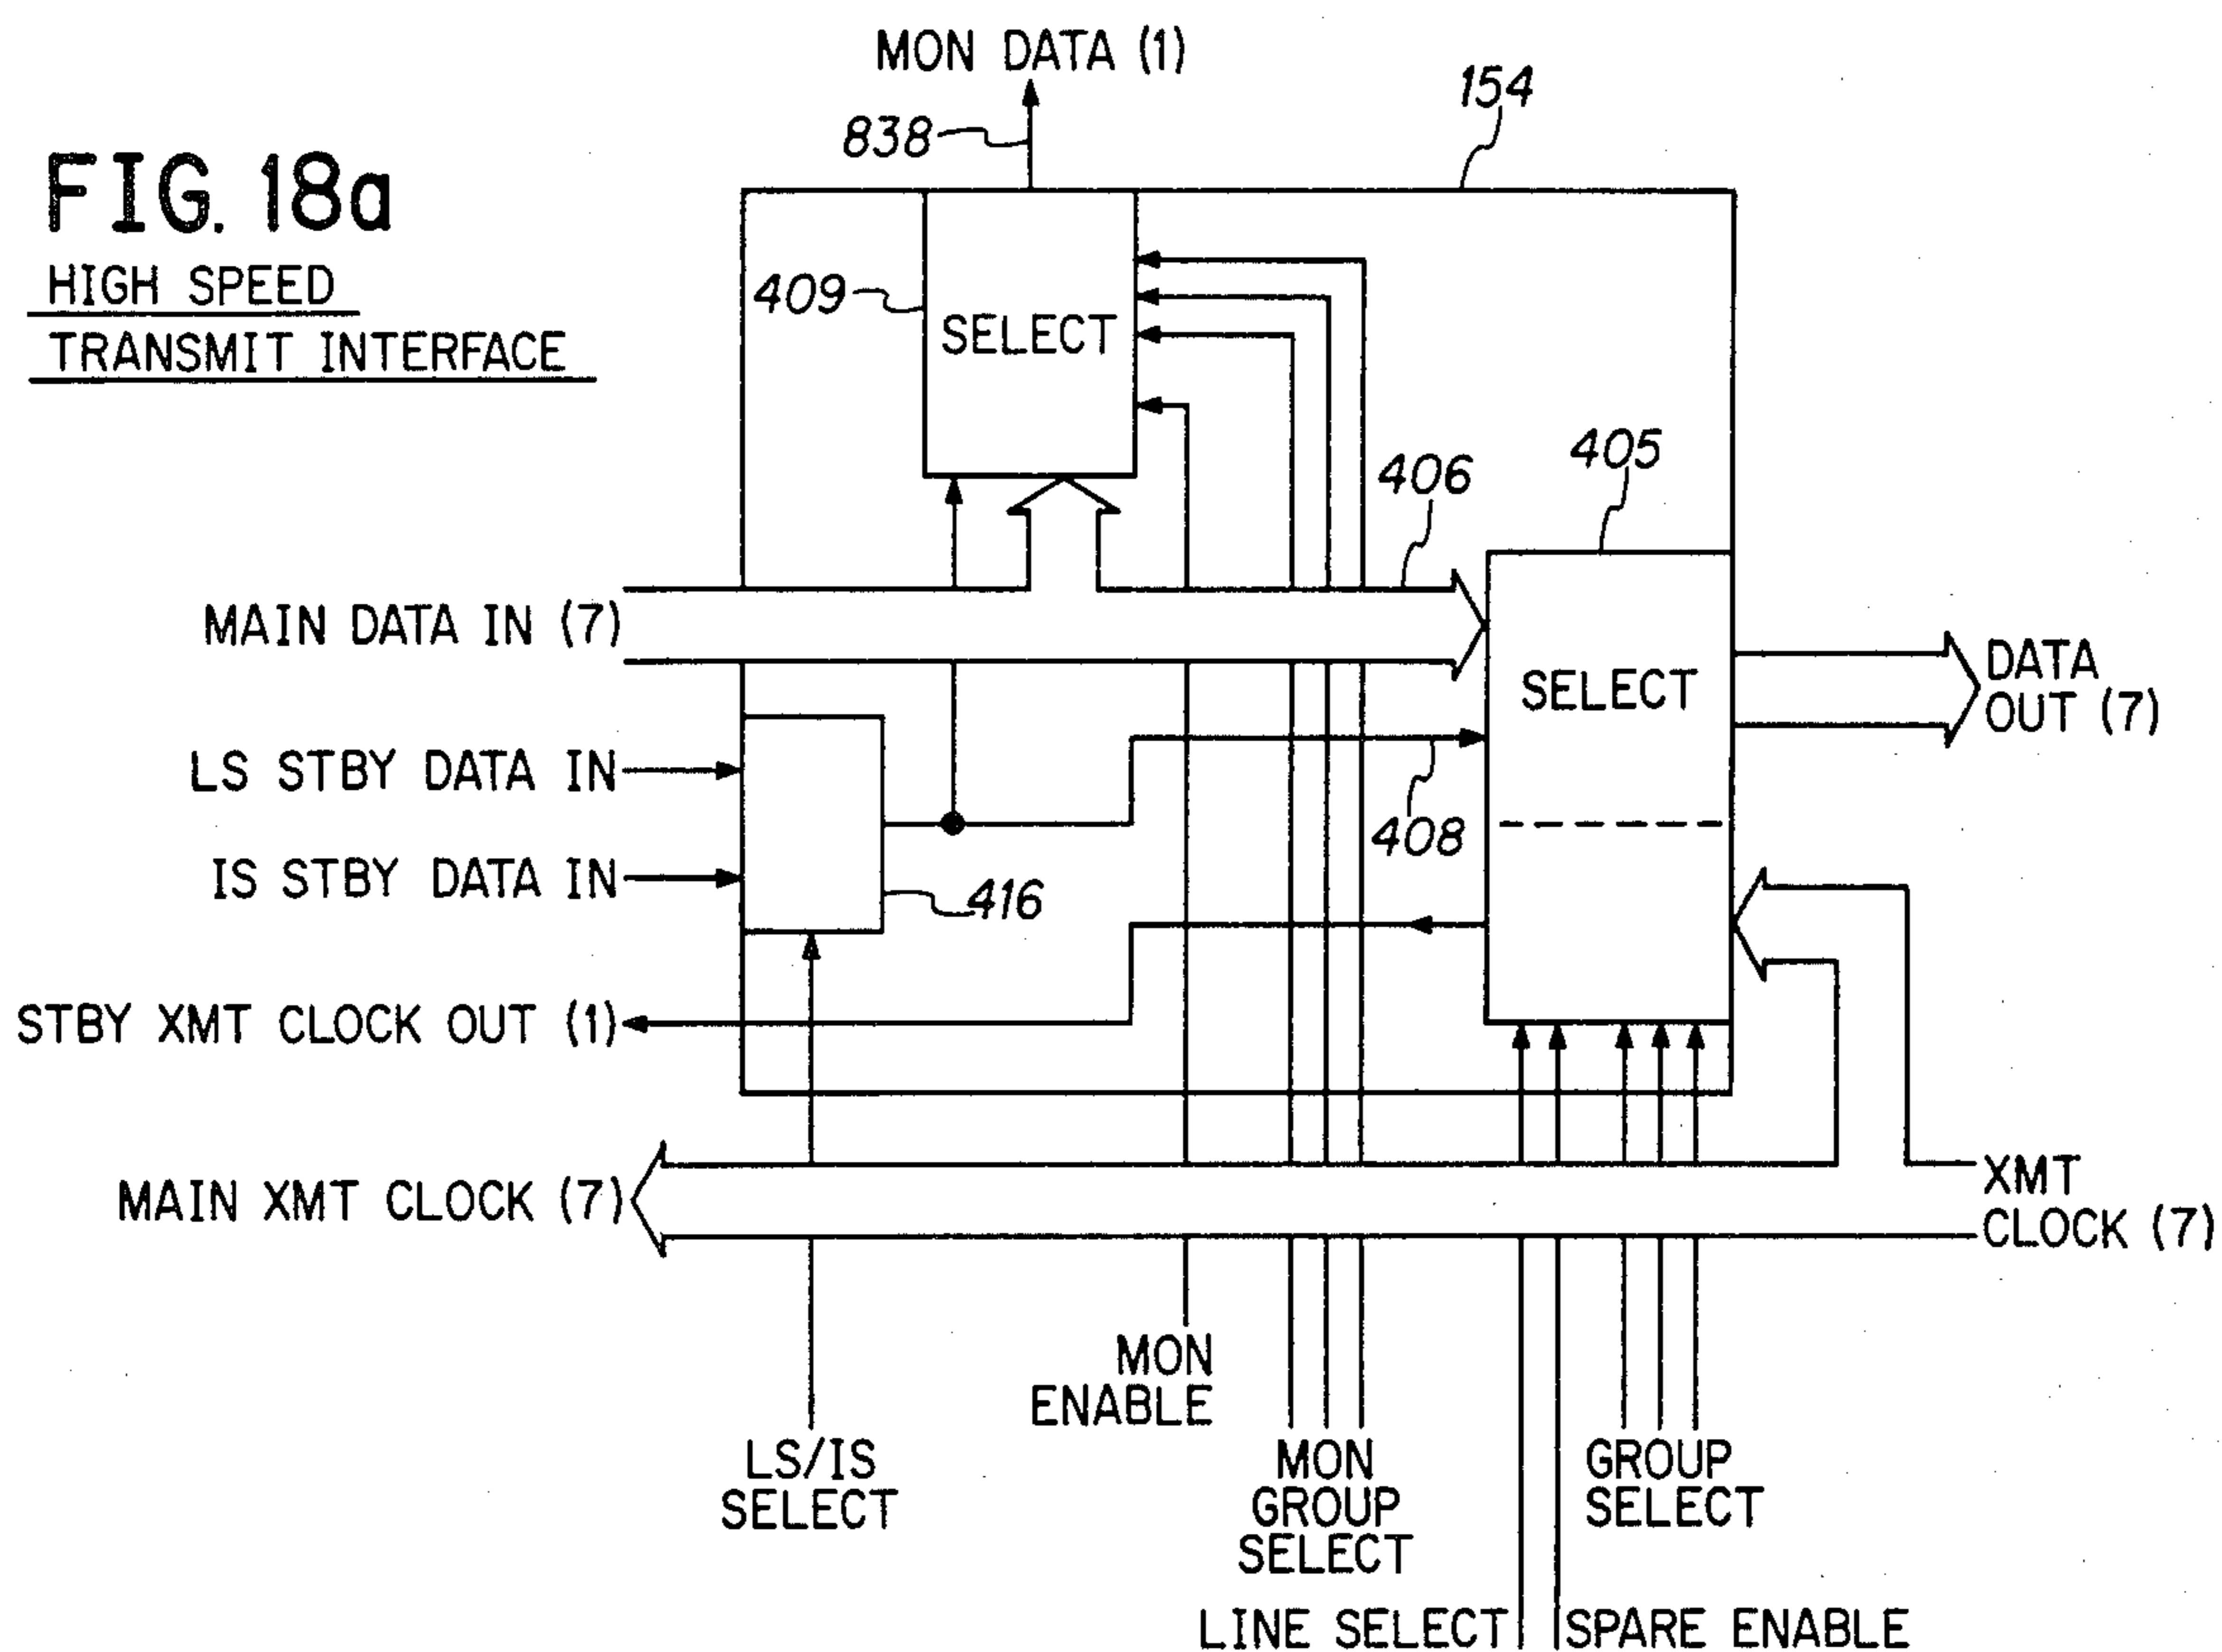 MON DATA (1)
154
838
FIG. 18a
HIGH SPEED
TRANSMIT INTERFACE
409
SELECT
405
406
MAIN DATA IN (7)
SELECT
DATA
OUT (7)
LS STBY DATA IN
408
IS STBY DATA IN
416
STBY XMT CLOCK OUT (1)
MAIN XMT CLOCK (7)
XMT
CLOCK (7)
MON
ENABLE
LS/IS
SELECT
MON
GROUP
SELECT
GROUP
SELECT
LINE SELECT
SPARE ENABLE